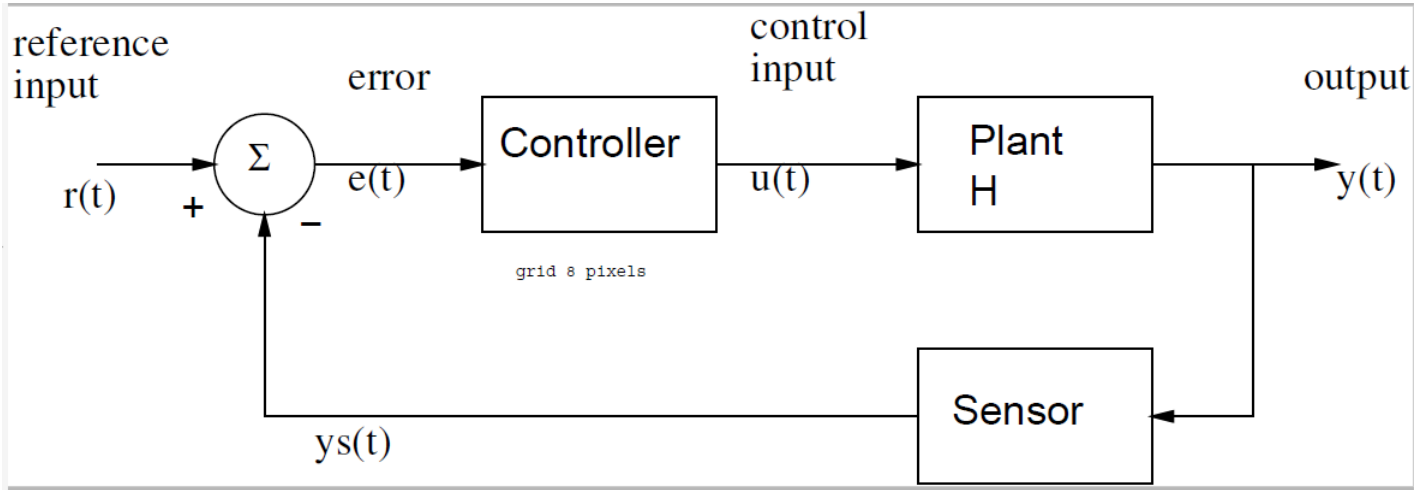 reference
input
error
control
input
output
Σ
Controller
Plant
H
r(t)
+
−
e(t)
u(t)
y(t)
grid 8 pixels
Sensor
ys(t)